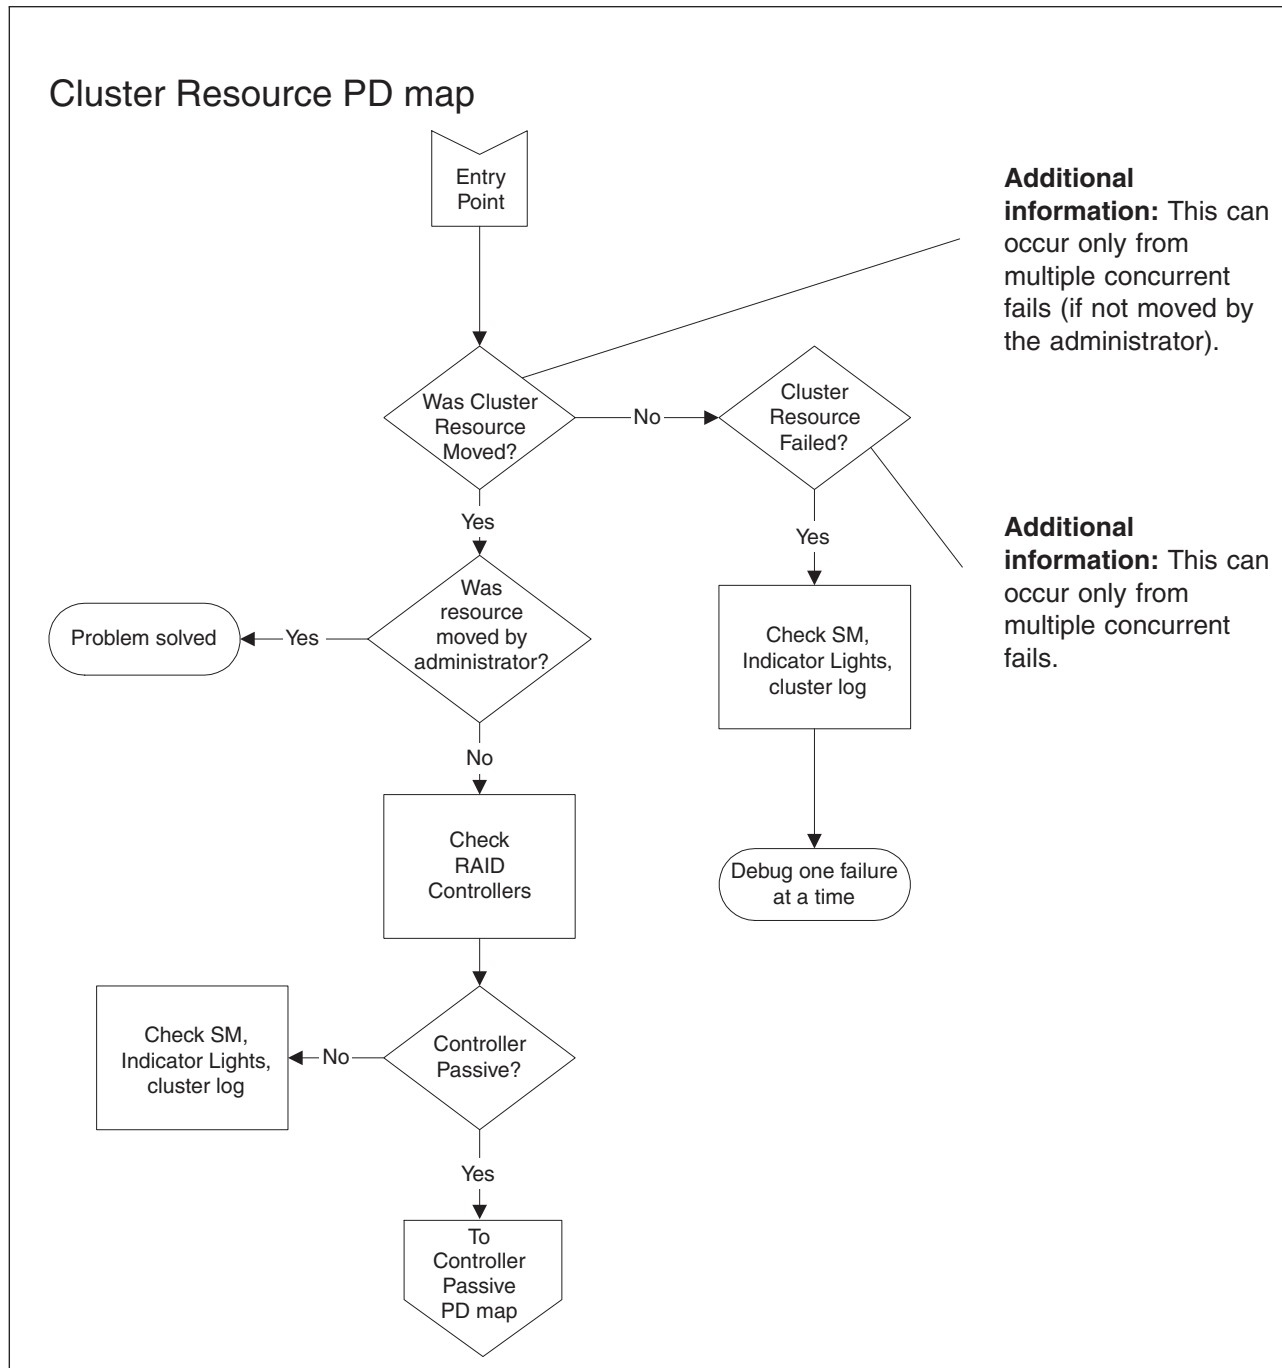 Cluster Resource PD map
Entry
Point
Additional
information: This can
occur only from
multiple concurrent
fails (if not moved by
the administrator).
Was Cluster
Resource
Moved?
No
Cluster
Resource
Failed?
Yes
Yes
Additional
information: This can
occur only from
multiple concurrent
fails.
Was
resource
moved by
administrator?
Yes
Problem solved
Check SM,
Indicator Lights,
cluster log
No
Check
RAID
Controllers
Debug one failure
at a time
Controller
Passive?
No
Check SM,
Indicator Lights,
cluster log
Yes
To
Controller
Passive
PD map